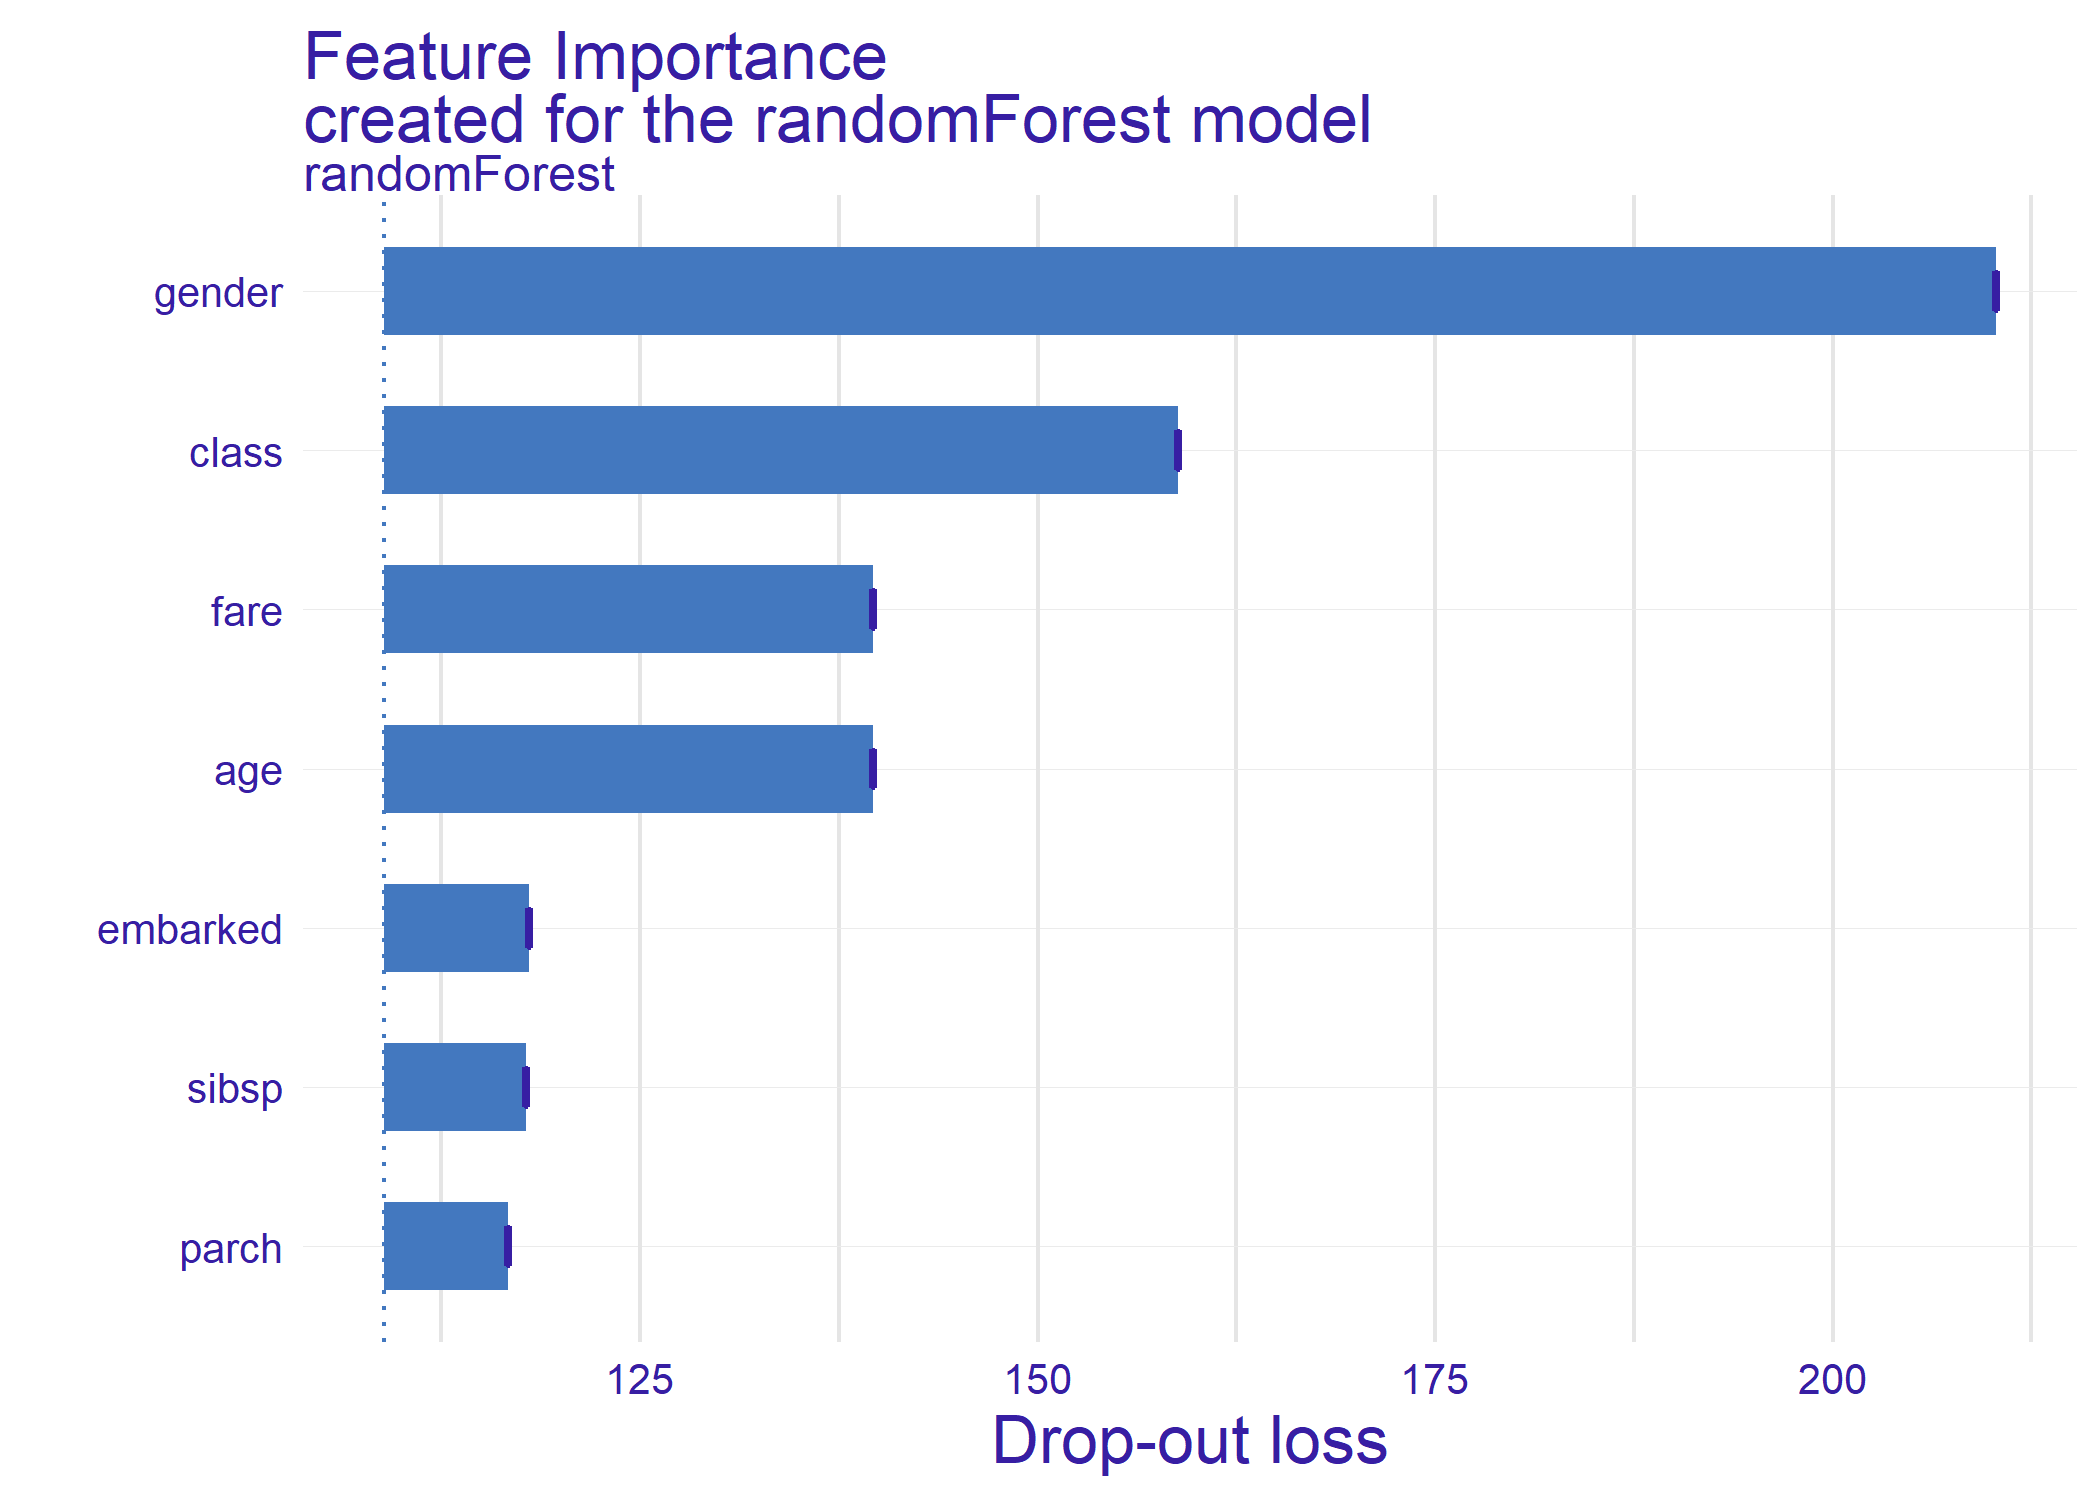 Feature Importance
created for the randomForest model
randomForest
gender
class
fare
age
embarked
sibsp
parch
125 150 175 200
Drop-out loss